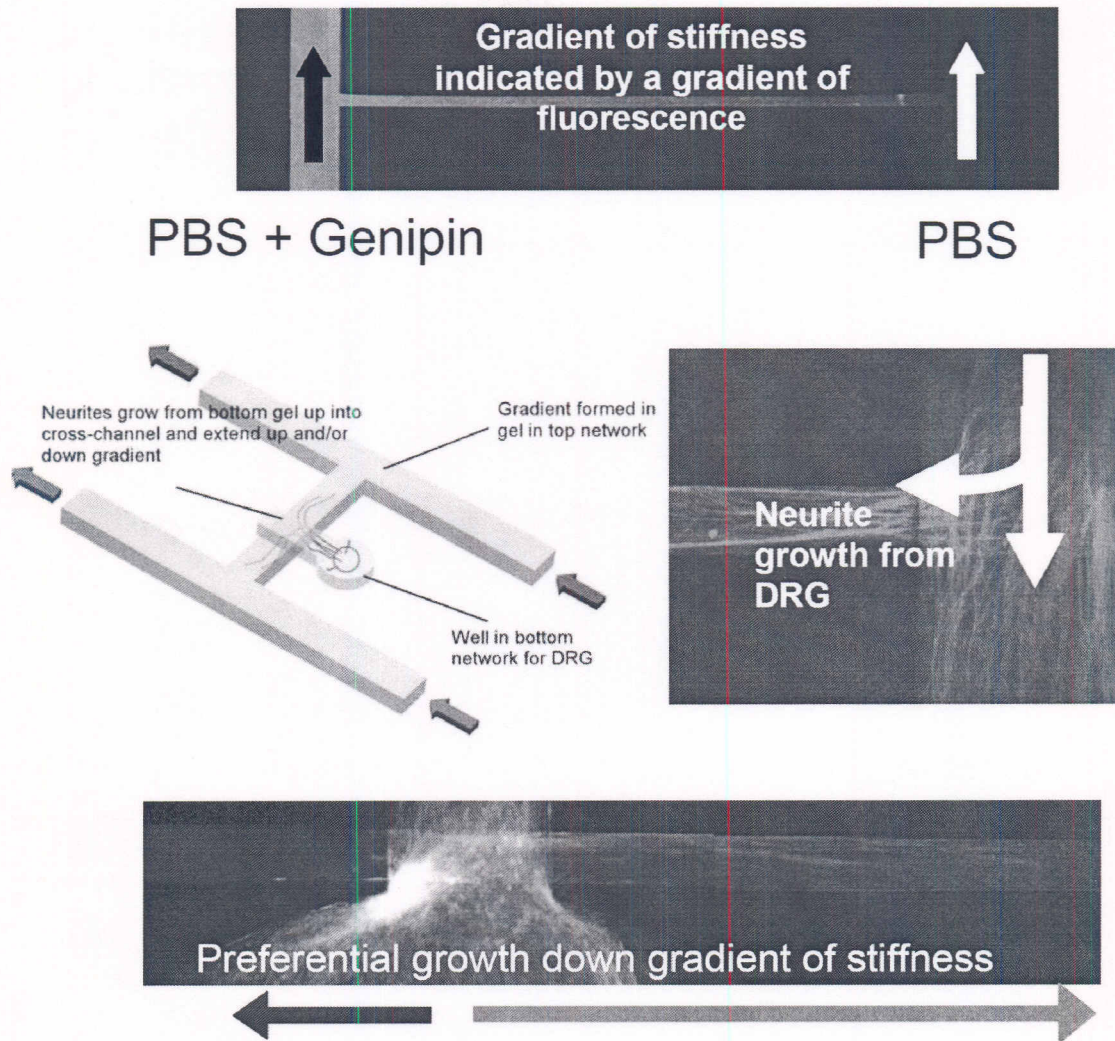 Gradient of stiffness
indicated by a gradient of
fluorescence
PBS + Genipin
PBS
Neurites grow from bottom gel up into
cross-channel and extend up and/or
down gradient
Gradient formed in
gel in top network
Well in bottom
network for DRG
Neurite
growth from
DRG
Preferential growth down gradient of stiffness